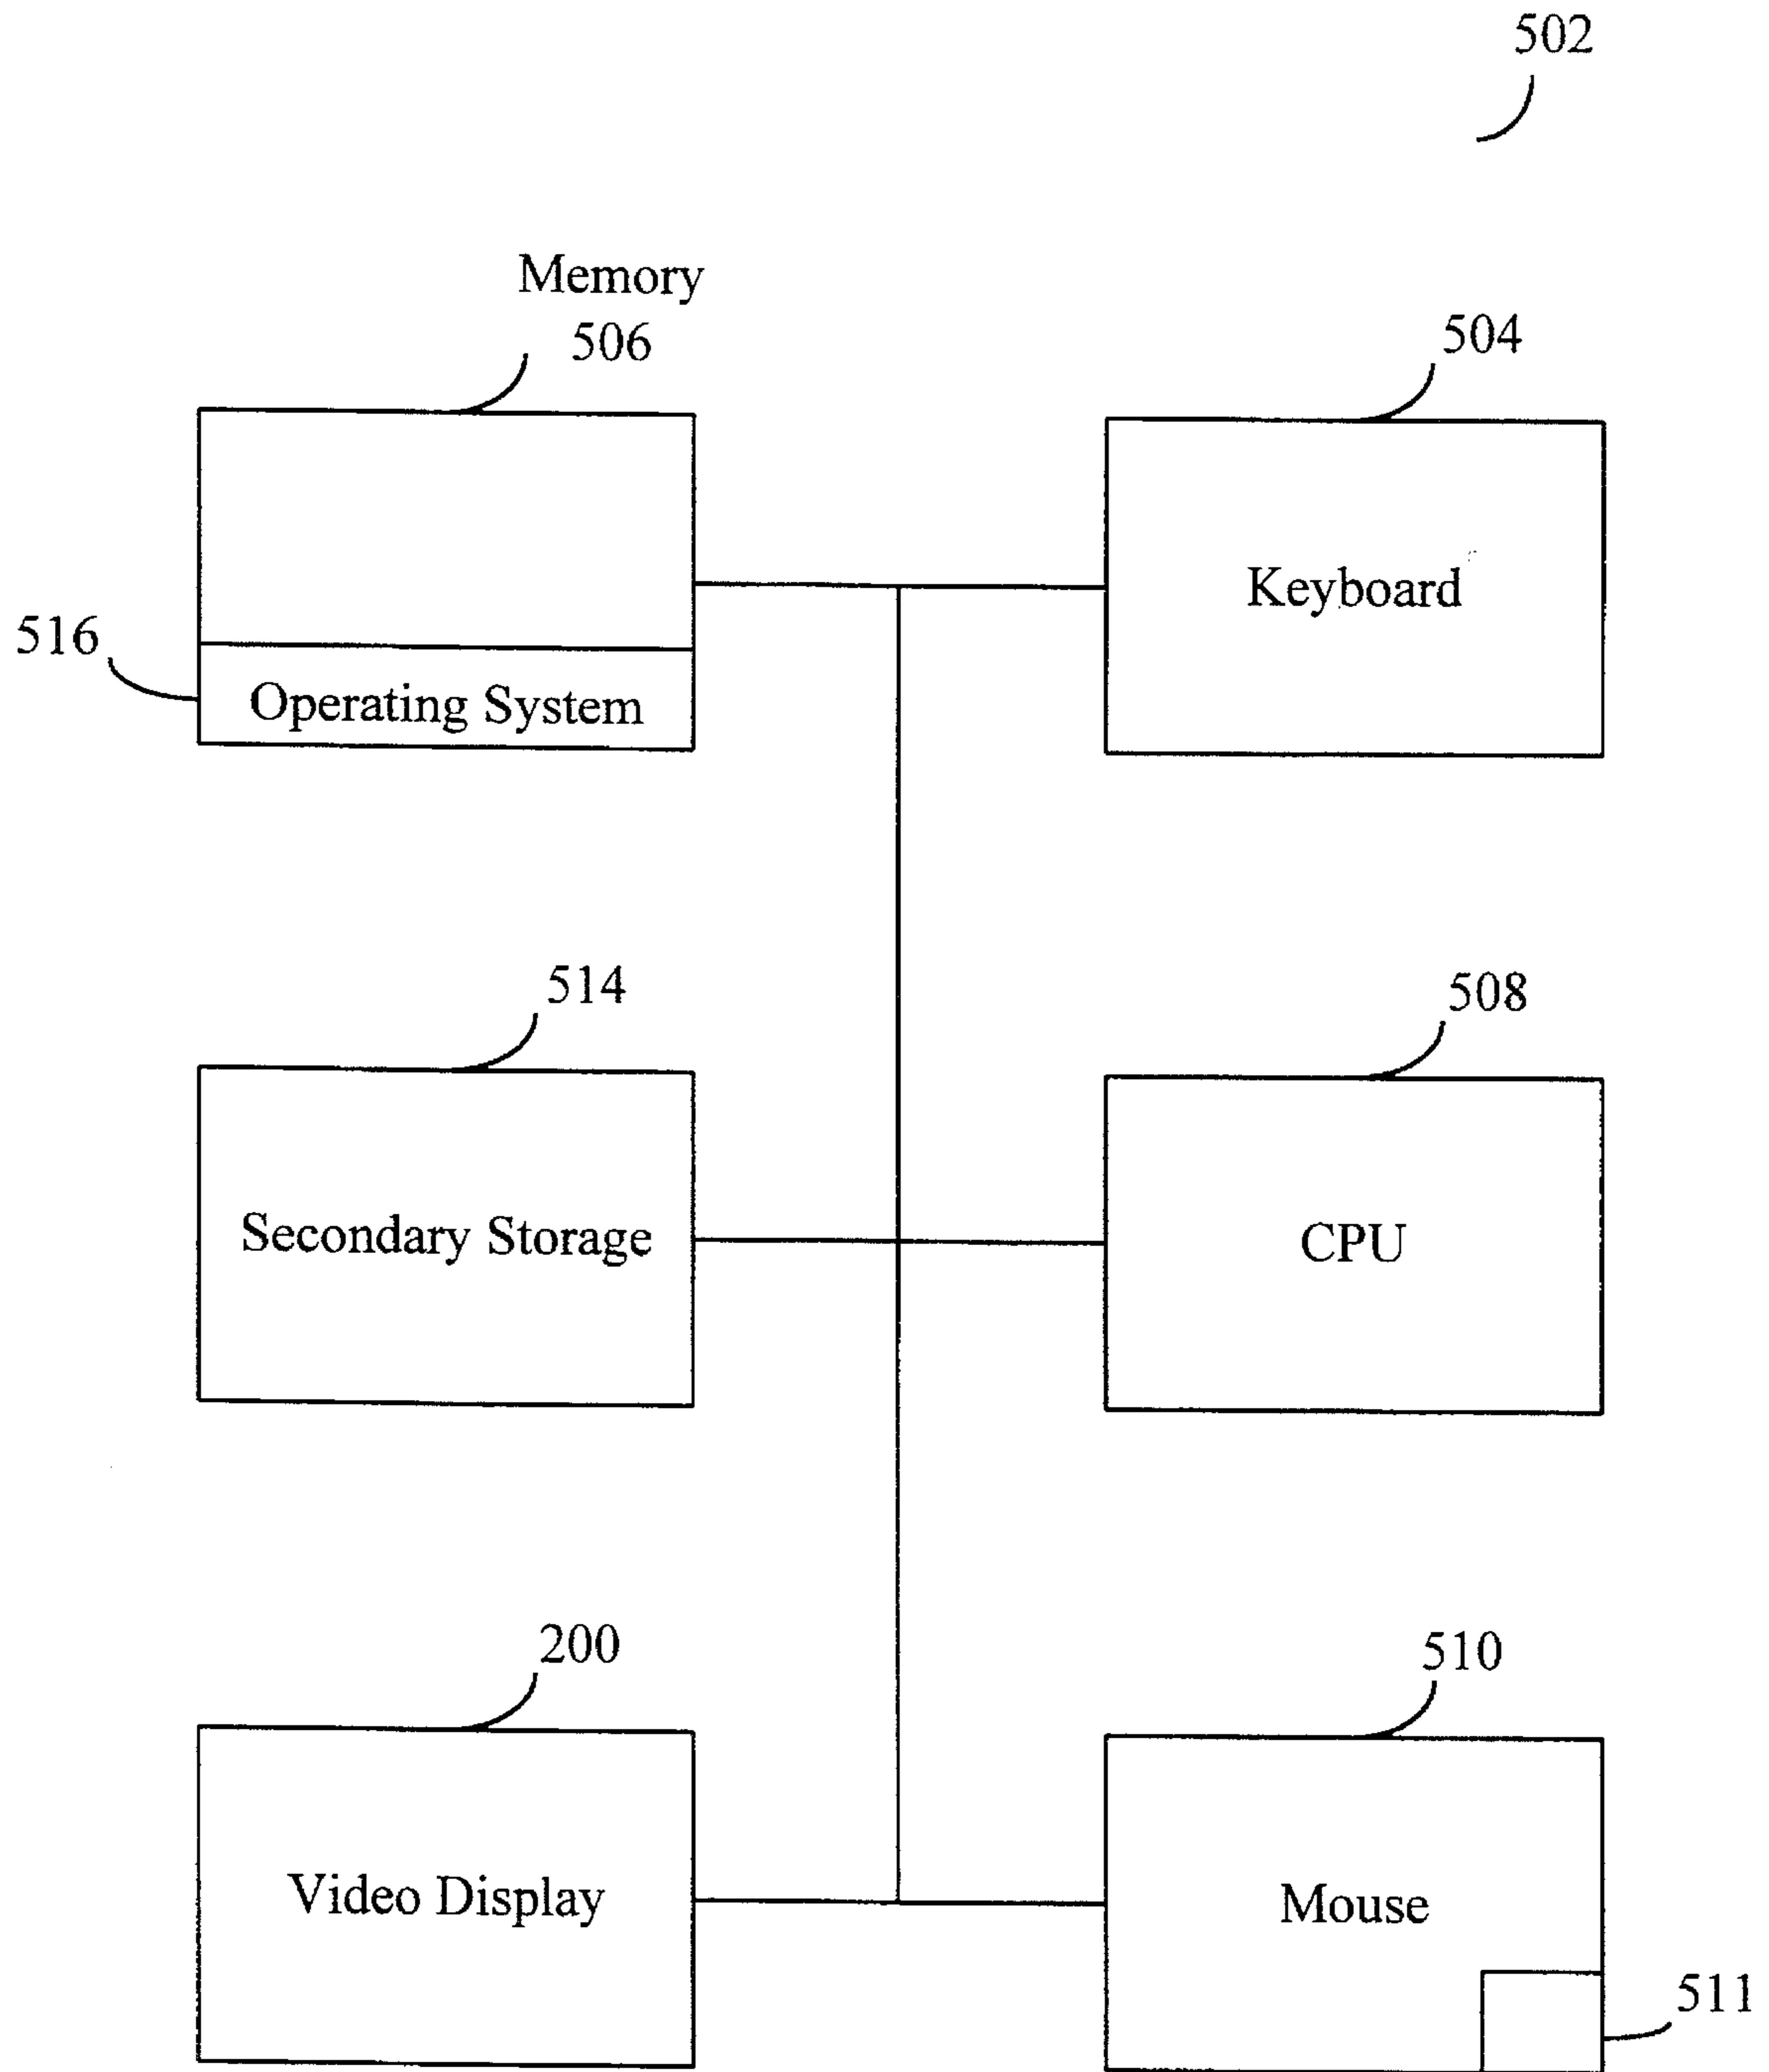 502
Memory
506
504
Keyboard
516
Operating System
514
508
Secondary Storage
CPU
200
510
Video Display
Mouse
511